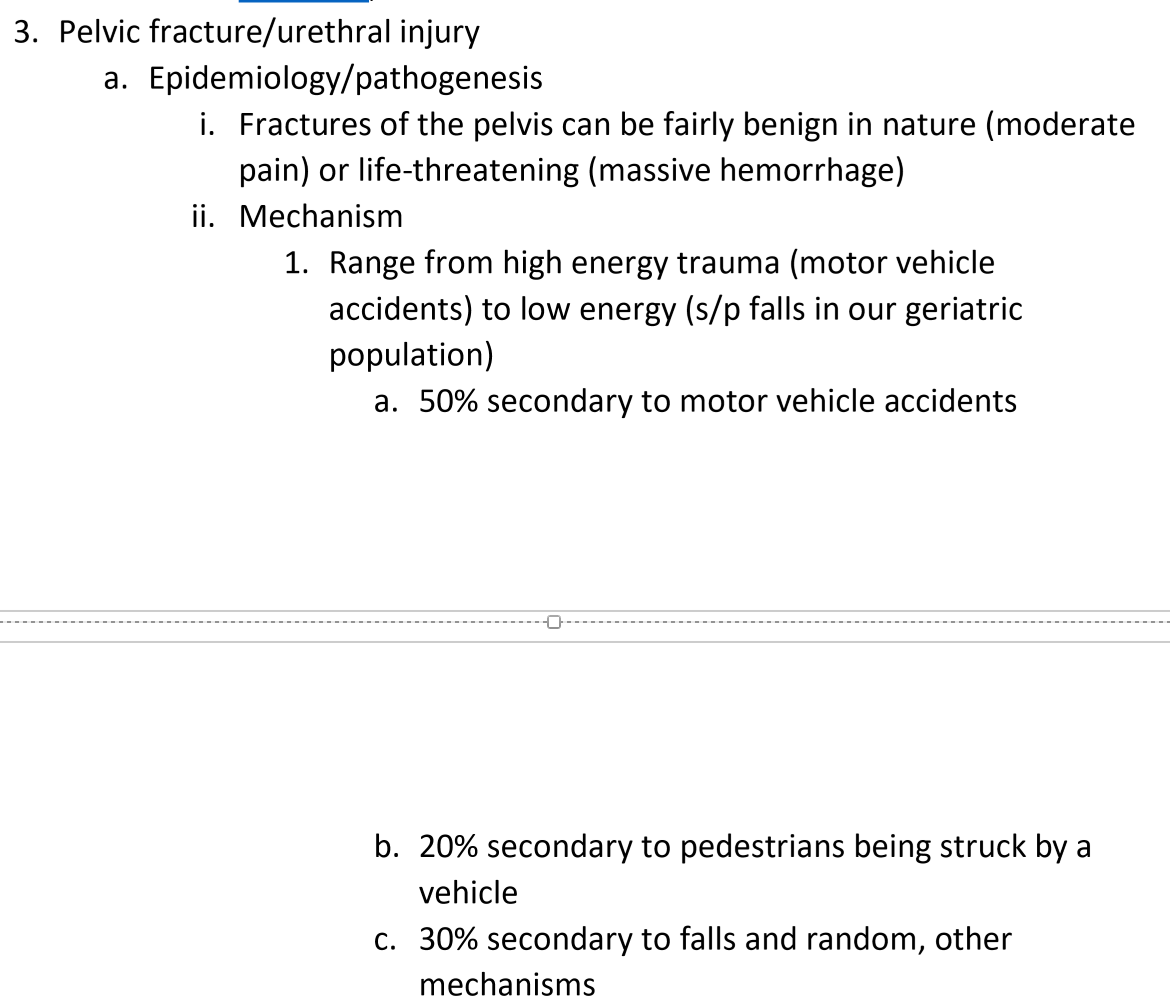 3. Pelvic fracture/urethral injury
a. Epidemiology/pathogenesis
i. Fractures of the pelvis can be fairly benign in nature (moderate
pain) or life-threatening (massive hemorrhage)
ii. Mechanism
1. Range from high energy trauma (motor vehicle
accidents) to low energy (s/p falls in our geriatric
population)
a. 50% secondary to motor vehicle accidents
b. 20% secondary to pedestrians being struck by a
vehicle
c. 30% secondary to falls and random, other
mechanisms